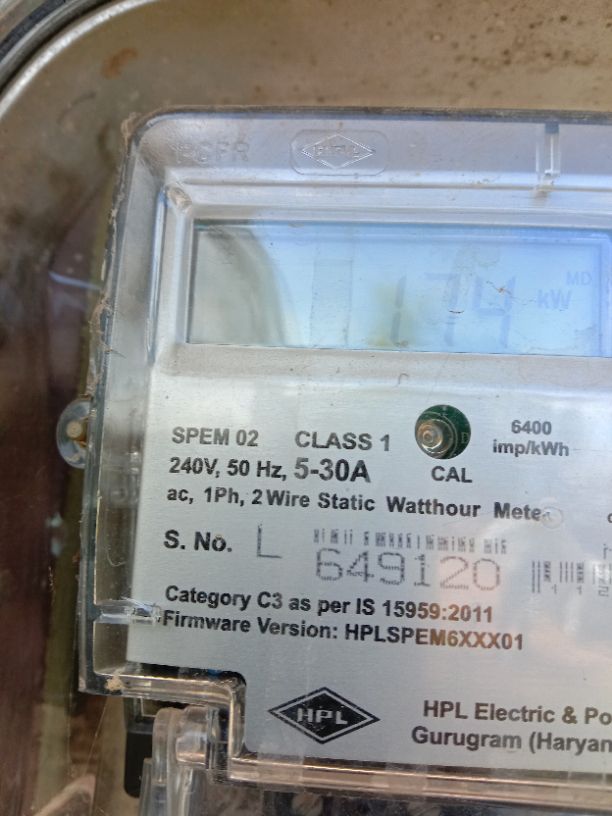 HPL
MD
174 kW
SPEM 02 CLASS 1
6400
imp/kWh
240V, 50 Hz, 5-30A
CAL
ac, 1Ph, 2 Wire Static Watthour Meter
S. No. L 649120
Category C3 as per IS 15959:2011
Firmware Version: HPLSPEM6XXX01
HPL
HPL Electric & Po
Gurugram (Haryan